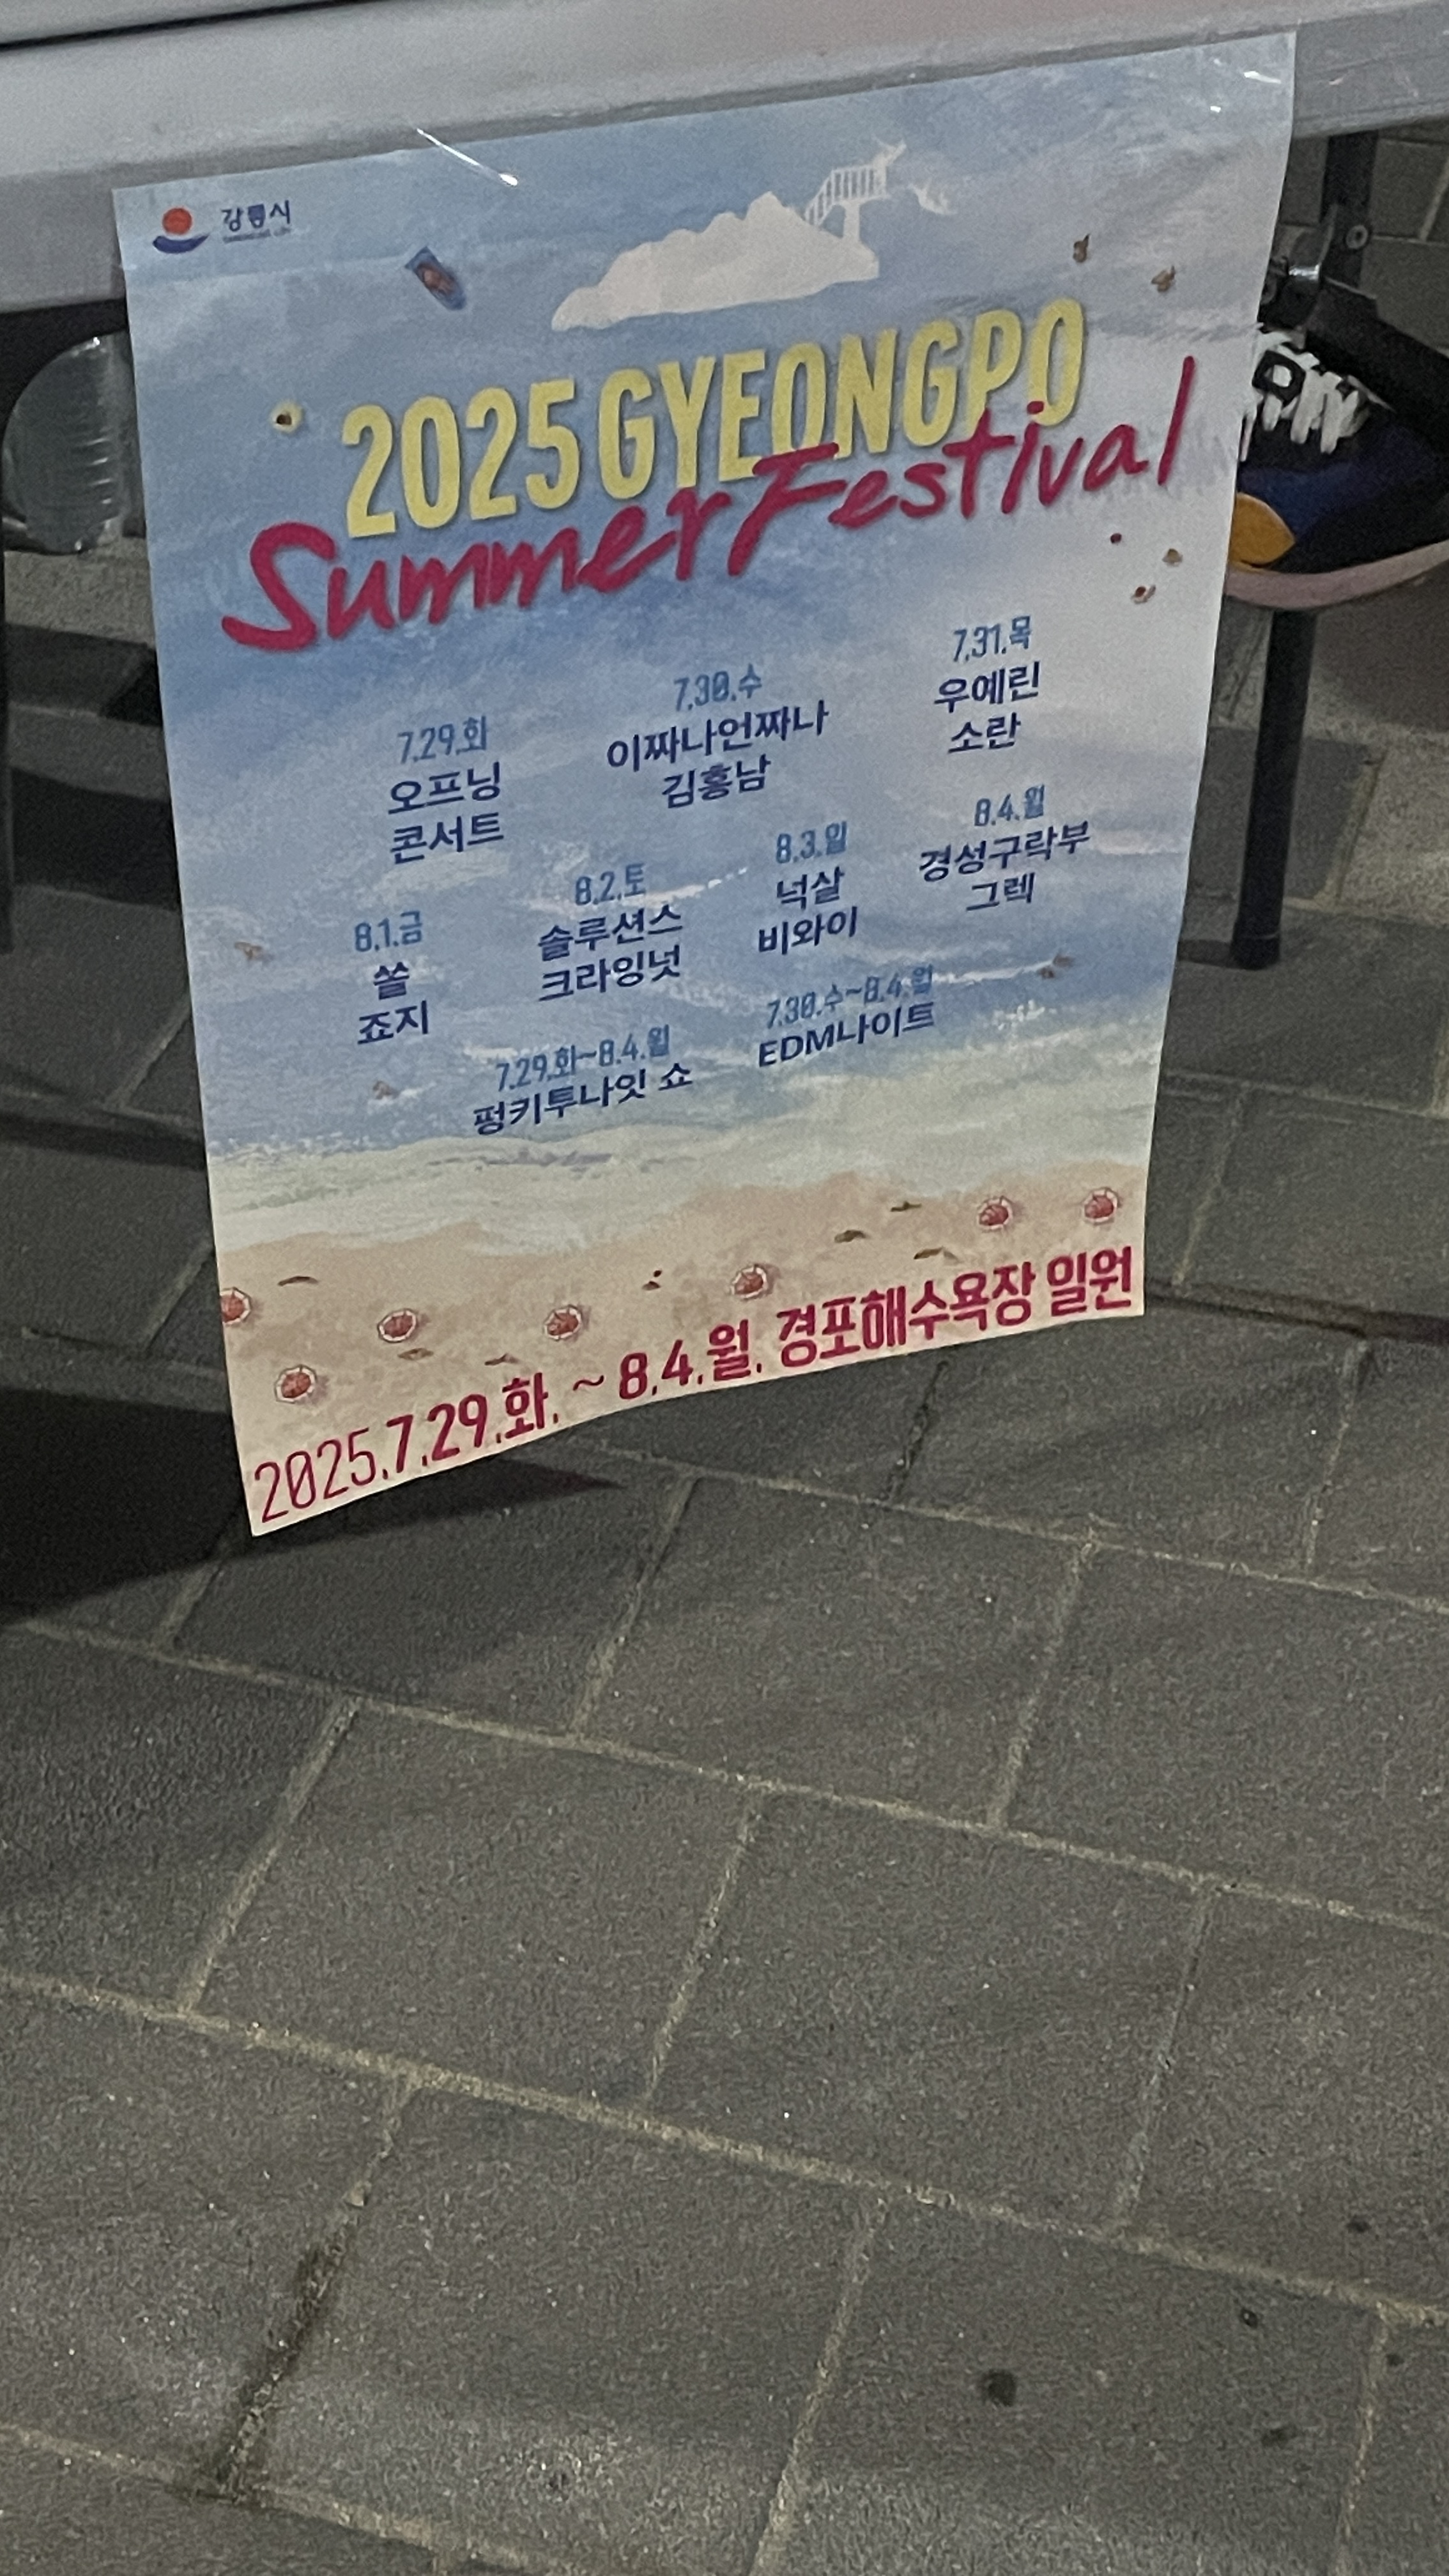 강릉시
2025 GYEONGPO
Summer Festival
7.29.화
오프닝
콘서트
7.30.수
이짜나언짜나
김흥남
7.31.목
우예린
소란
8.1.금
쏠
죠지
8.2.토
솔루션스
크라잉넛
8.3.일
넉살
비와이
8.4.월
경성구락부
그렉
7.29.화~8.4.월
펑키투나잇 쇼
7.30.수~8.4.월
EDM나이트
2025.7.29.화. ~ 8.4.월. 경포해수욕장 일원